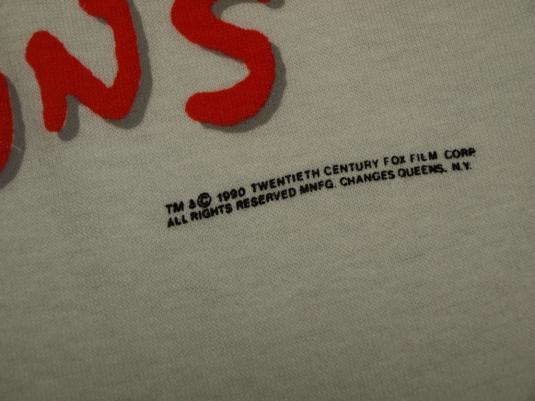 ONS
TM & © 1990 TWENTIETH CENTURY FOX FILM CORP.
ALL RIGHTS RESERVED MNFG. CHANGES QUEENS. N.Y.